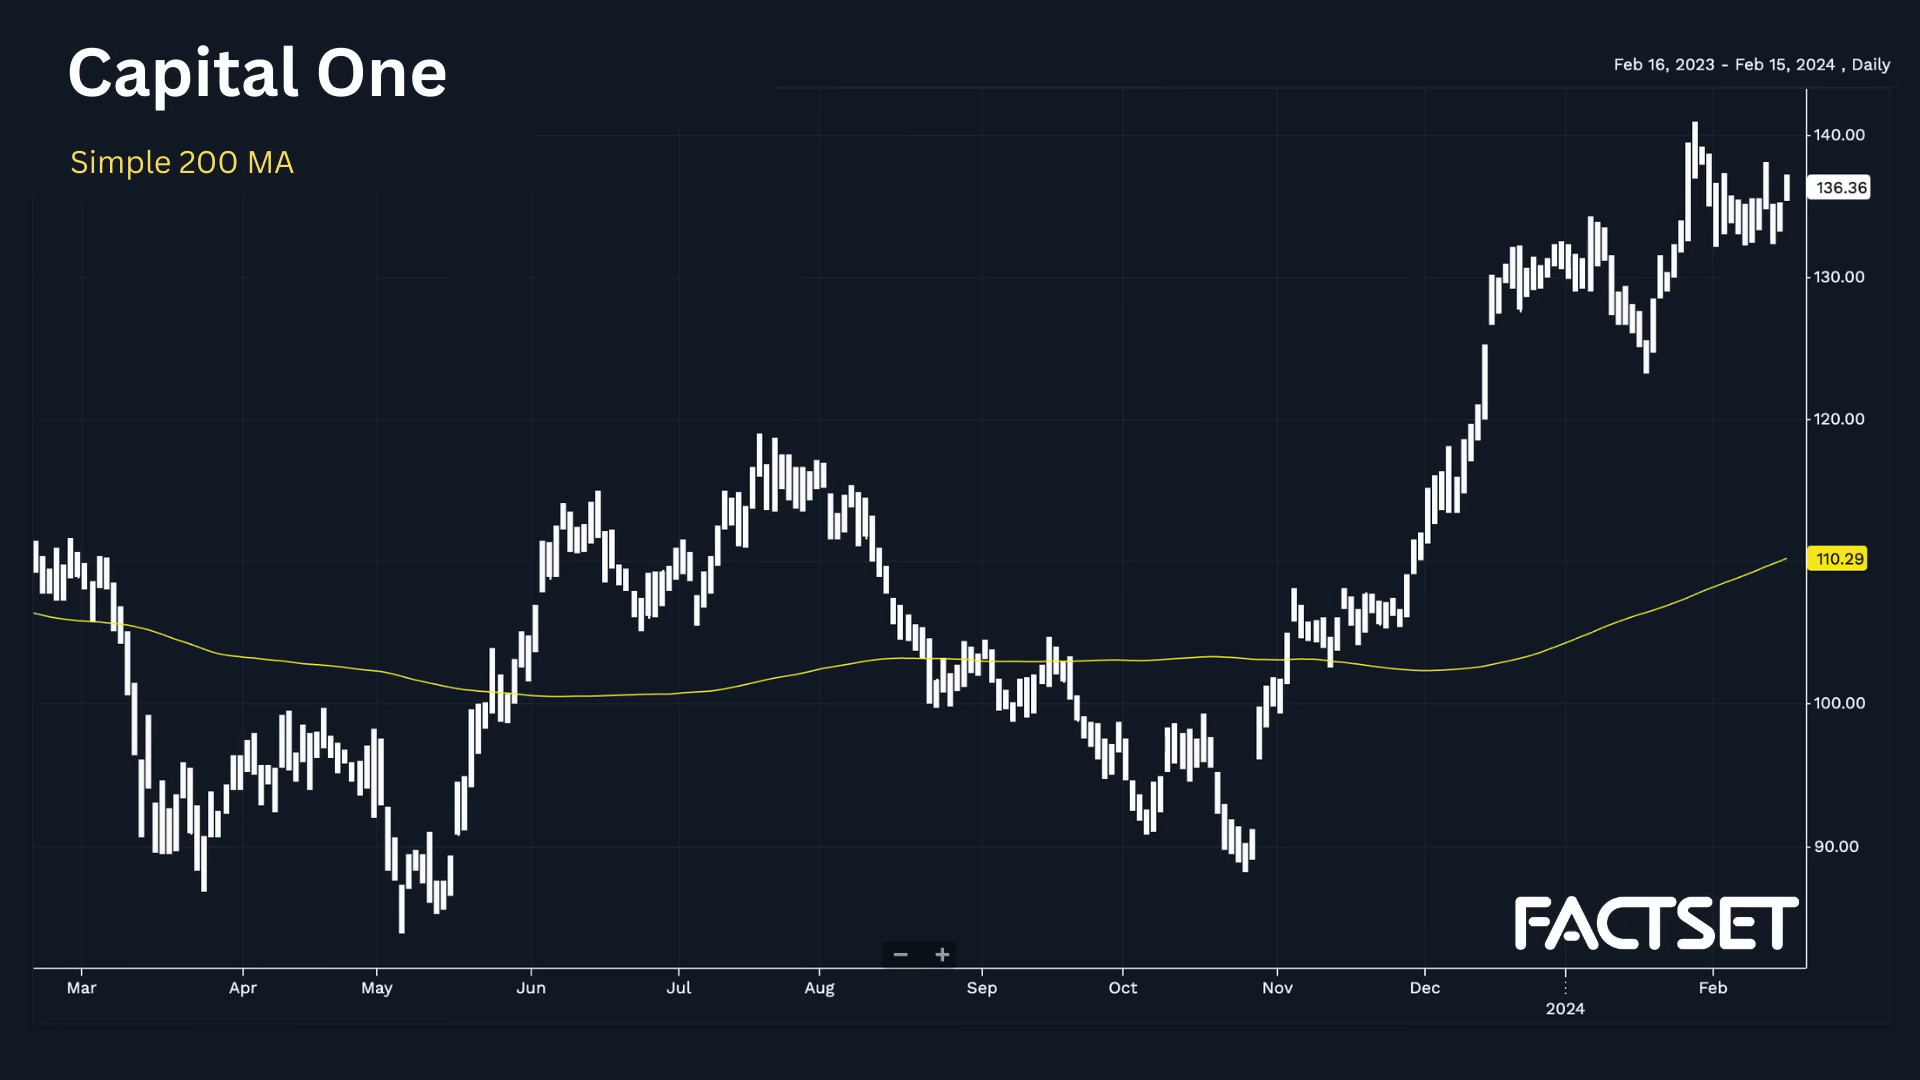 Capital One
Feb 16, 2023 - Feb 15, 2024 , Daily
Simple 200 MA
140.00
136.36
130.00
120.00
110.29
100.00
90.00
FACTSET
− +
Mar Apr May Jun Jul Aug Sep Oct Nov Dec Feb
2024